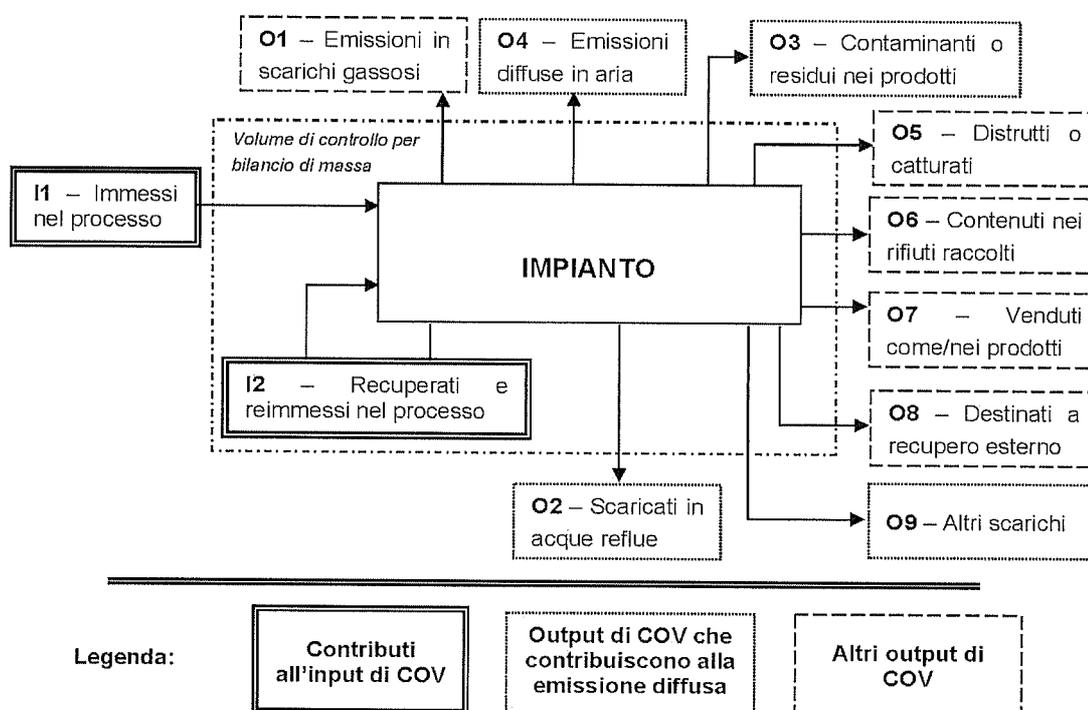 O1 – Emissioni in
scarichi gassosi
O4 – Emissioni
diffuse in aria
O3 – Contaminanti o
residui nei prodotti
Volume di controllo per
bilancio di massa
O5 – Distrutti o
catturati
I1 – Immessi
nel processo
O6 – Contenuti nei
rifiuti raccolti
IMPIANTO
O7 – Venduti
come/nei prodotti
I2 – Recuperati e
reimmessi nel processo
O8 – Destinati a
recupero esterno
O2 – Scaricati in
acque reflue
O9 – Altri scarichi
Legenda:
Contributi
all'input di COV
Output di COV che
contribuiscono alla
emissione diffusa
Altri output di
COV